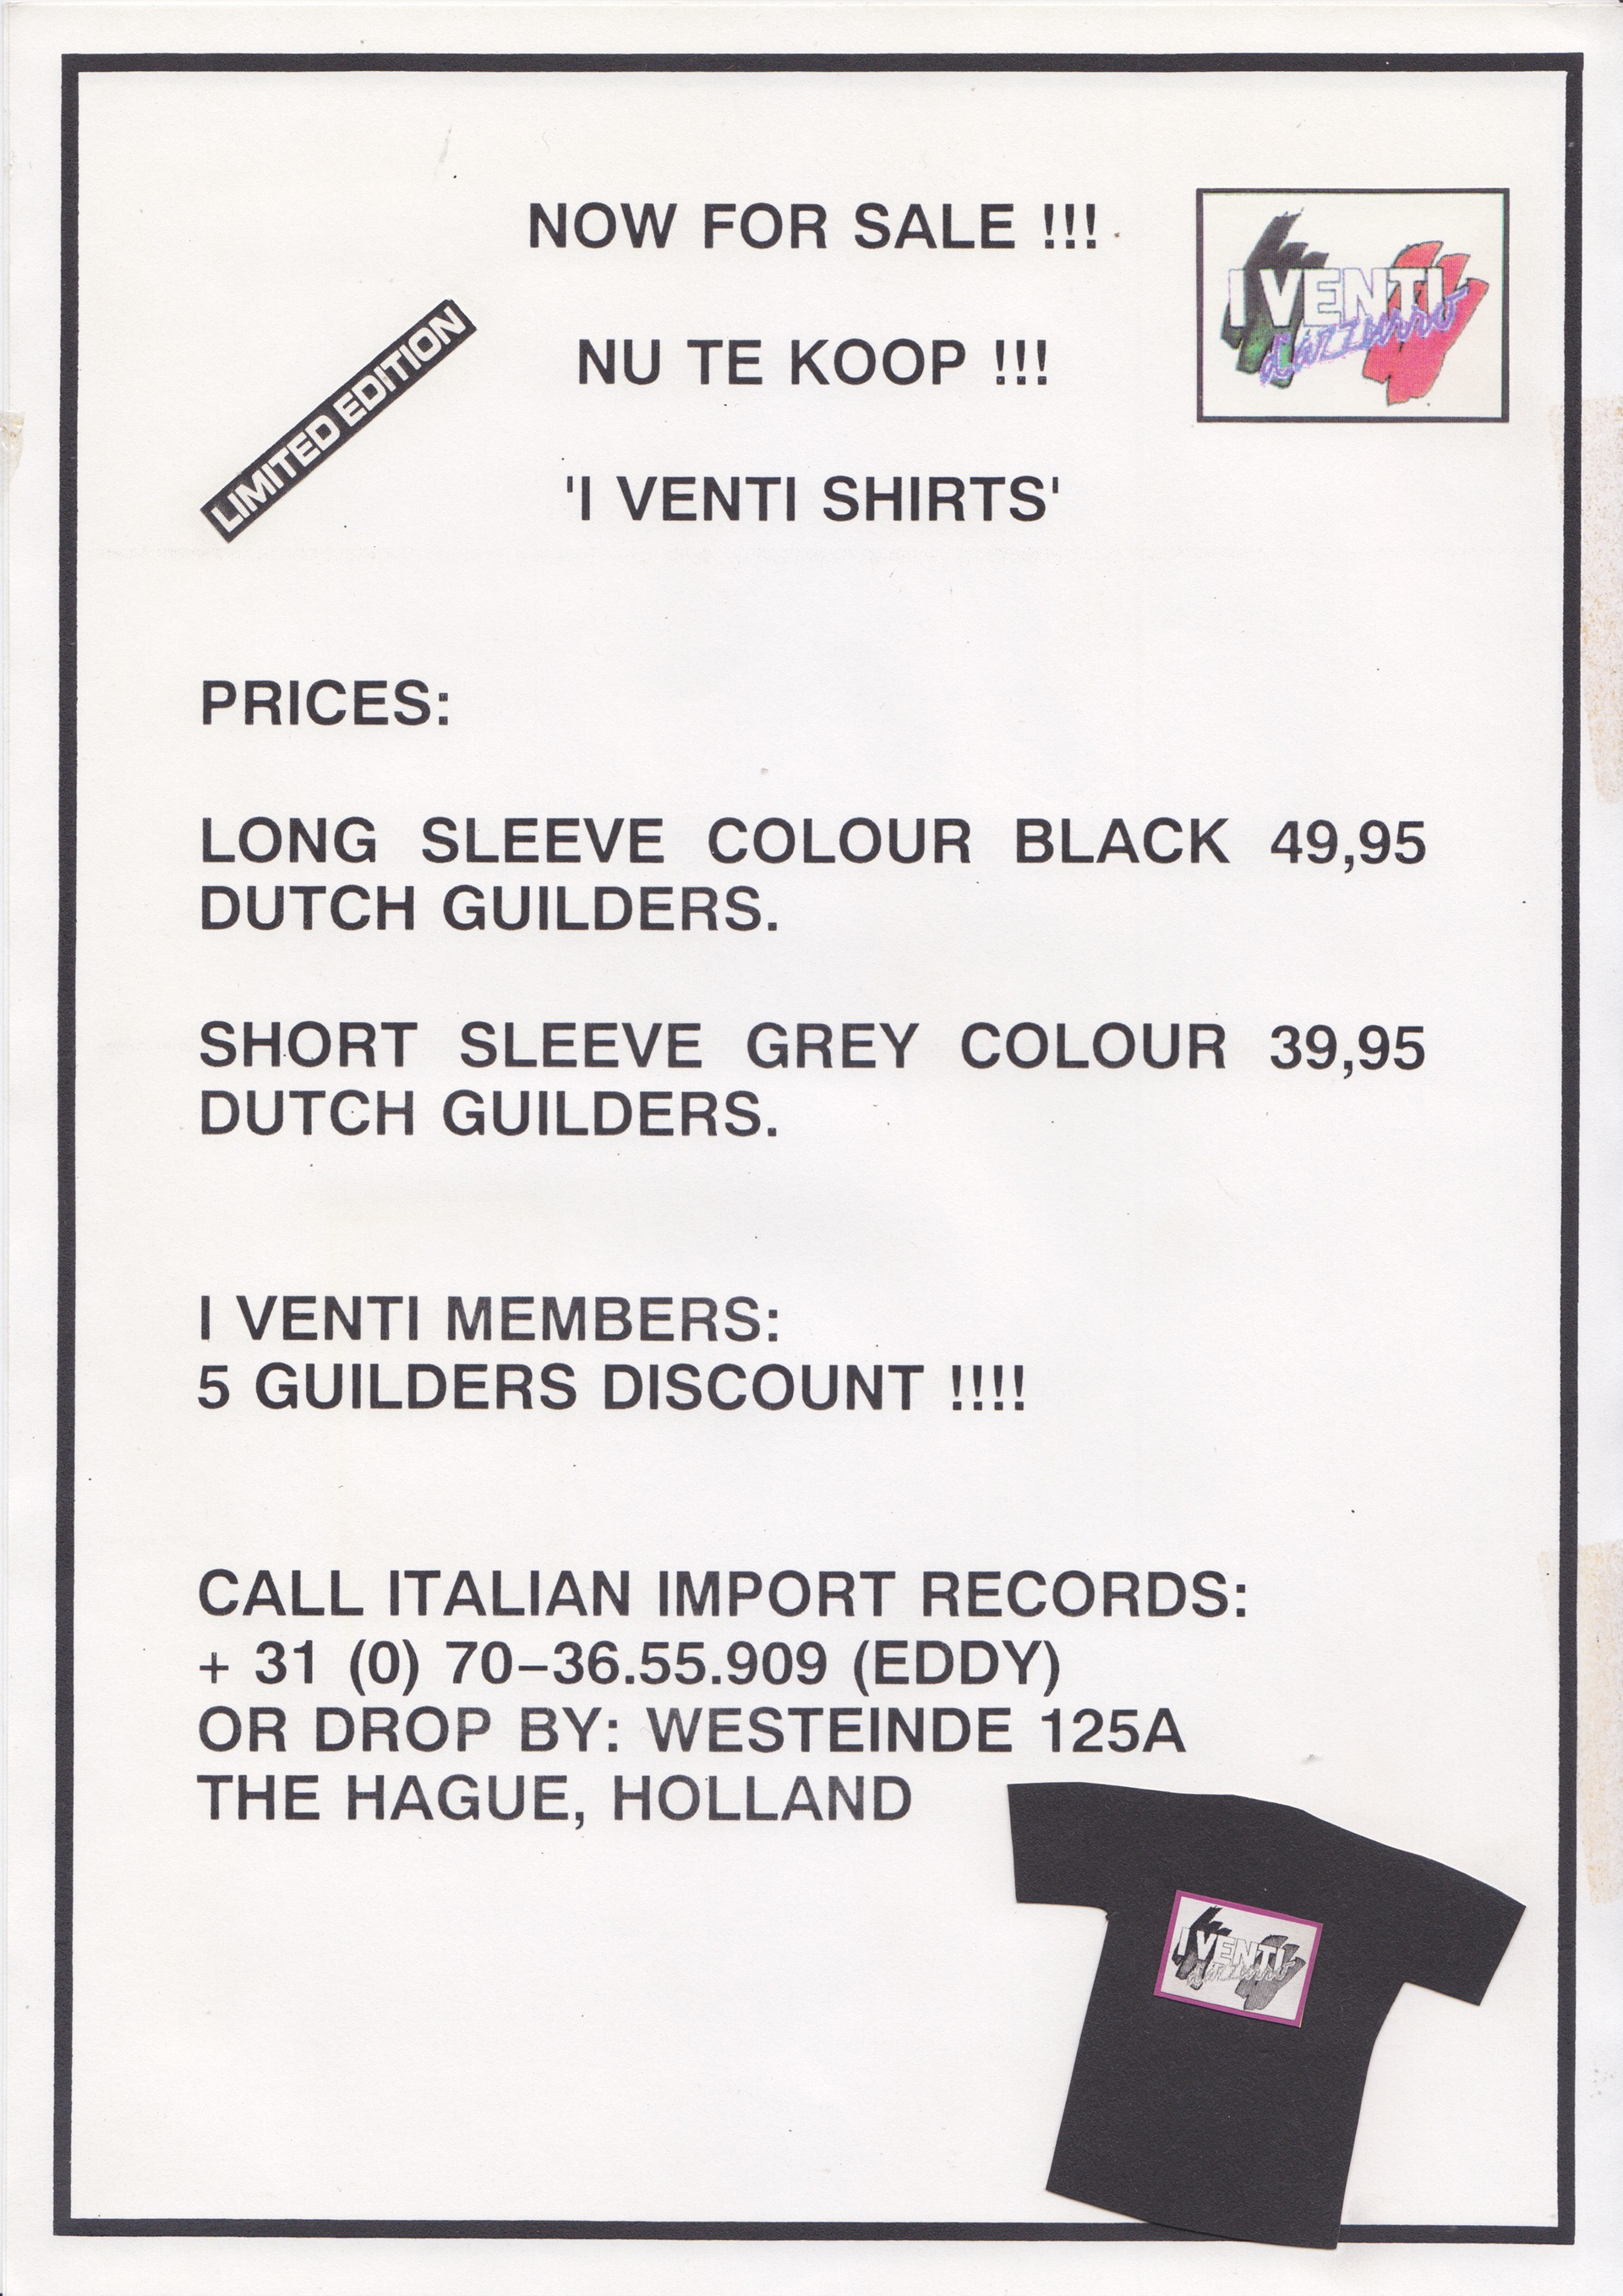 NOW FOR SALE !!!
I VENTI
d'azzurro
NU TE KOOP !!!
LIMITED EDITION
'I VENTI SHIRTS'
PRICES:
LONG SLEEVE COLOUR BLACK 49,95
DUTCH GUILDERS.
SHORT SLEEVE GREY COLOUR 39,95
DUTCH GUILDERS.
I VENTI MEMBERS:
5 GUILDERS DISCOUNT !!!!
CALL ITALIAN IMPORT RECORDS:
+ 31 (0) 70–36.55.909 (EDDY)
OR DROP BY: WESTEINDE 125A
THE HAGUE, HOLLAND
I VENTI
d'azzurro